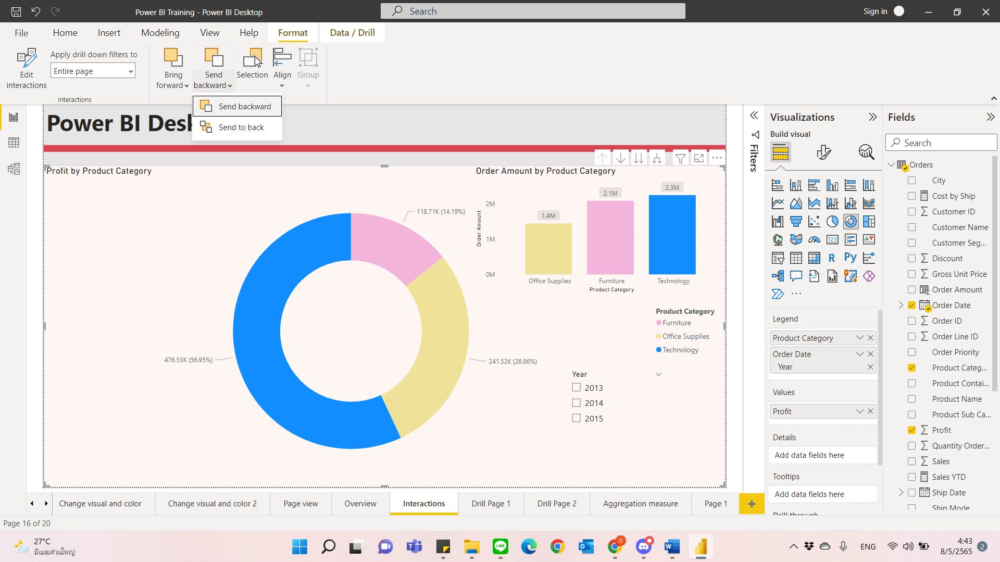 Power BI Training - Power BI Desktop
Search
Sign in
File
Home
Insert
Modeling
View
Help
Format
Data / Drill
Edit
interactions
Apply drill down filters to
Entire page
Interactions
Bring
forward
Send
backward
Selection
Align
Group
Send backward
Send to back
Power BI Desk
Profit by Product Category
118.71K (14.19%)
476.53K (56.95%)
241.52K (28.86%)
Order Amount by Product Category
Order Amount
2M
1M
0M
1.4M
2.1M
2.3M
Office Supplies
Furniture
Technology
Product Category
Product Category
Furniture
Office Supplies
Technology
Year
2013
2014
2015
Filters
Visualizations
Build visual
123
R
Py
Legend
Product Category
Order Date
Year
Values
Profit
Details
Add data fields here
Tooltips
Add data fields here
Drill through
Fields
Search
Orders
City
Cost by Ship
Customer ID
Customer Name
Customer Seg...
Discount
Gross Unit Price
Order Amount
Order Date
Order ID
Order Line ID
Order Priority
Product Categ...
Product Contai...
Product Name
Product Sub Ca...
Profit
Quantity Order...
Sales
Sales YTD
Ship Date
Ship Mode
Change visual and color
Change visual and color 2
Page view
Overview
Interactions
Drill Page 1
Drill Page 2
Aggregation measure
Page 1
Page 16 of 20
27°C
มีเมฆส่วนใหญ่
LINE
0
ENG
4:43
8/5/2565
2